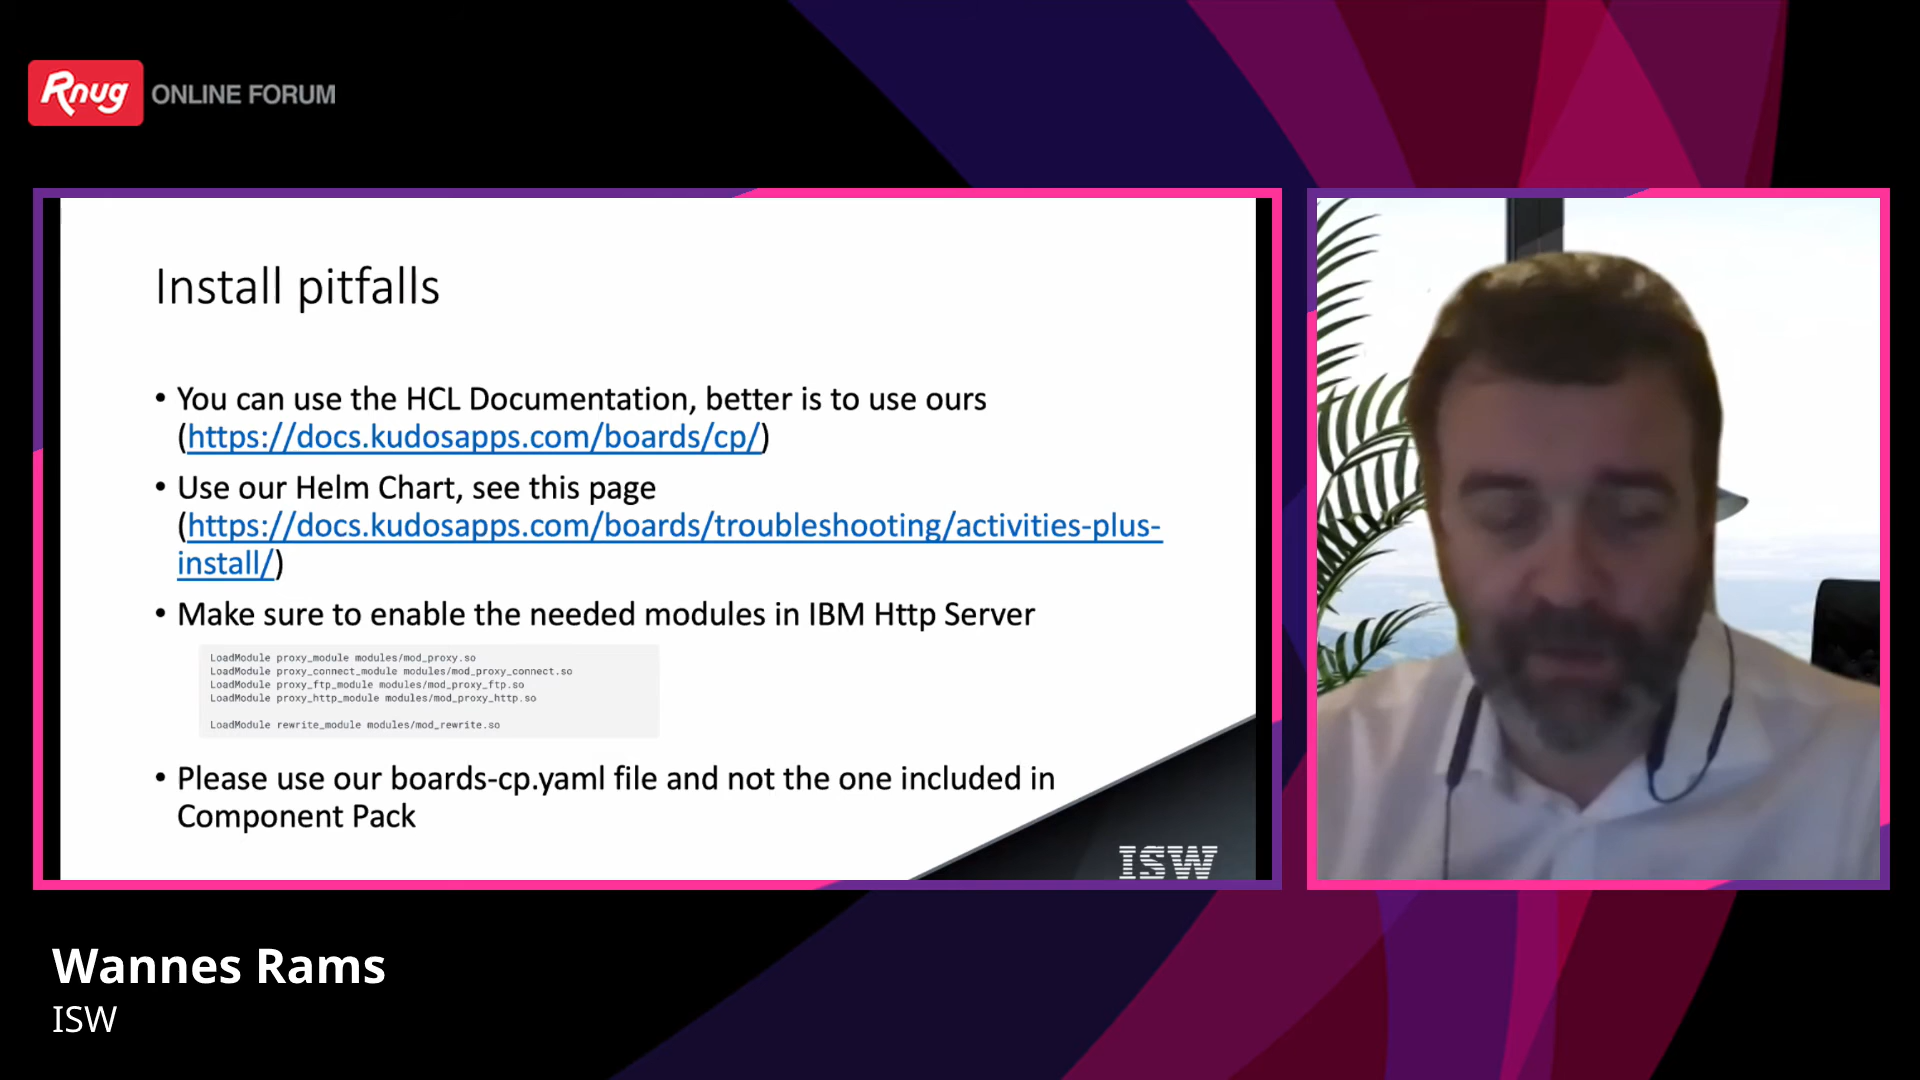 Rnug ONLINE FORUM
Install pitfalls
• You can use the HCL Documentation, better is to use ours
(https://docs.kudosapps.com/boards/cp/)
• Use our Helm Chart, see this page
(https://docs.kudosapps.com/boards/troubleshooting/activities-plus-
install/)
• Make sure to enable the needed modules in IBM Http Server
LoadModule proxy_module modules/mod_proxy.so
LoadModule proxy_connect_module modules/mod_proxy_connect.so
LoadModule proxy_ftp_module modules/mod_proxy_ftp.so
LoadModule proxy_http_module modules/mod_proxy_http.so
LoadModule rewrite_module modules/mod_rewrite.so
• Please use our boards-cp.yaml file and not the one included in
Component Pack
ISW
Wannes Rams
ISW